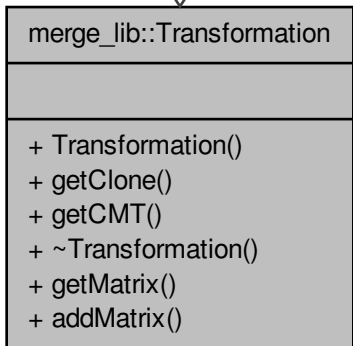 merge_lib::Transformation
+ Transformation()
+ getClone()
+ getCMT()
+ ~Transformation()
+ getMatrix()
+ addMatrix()